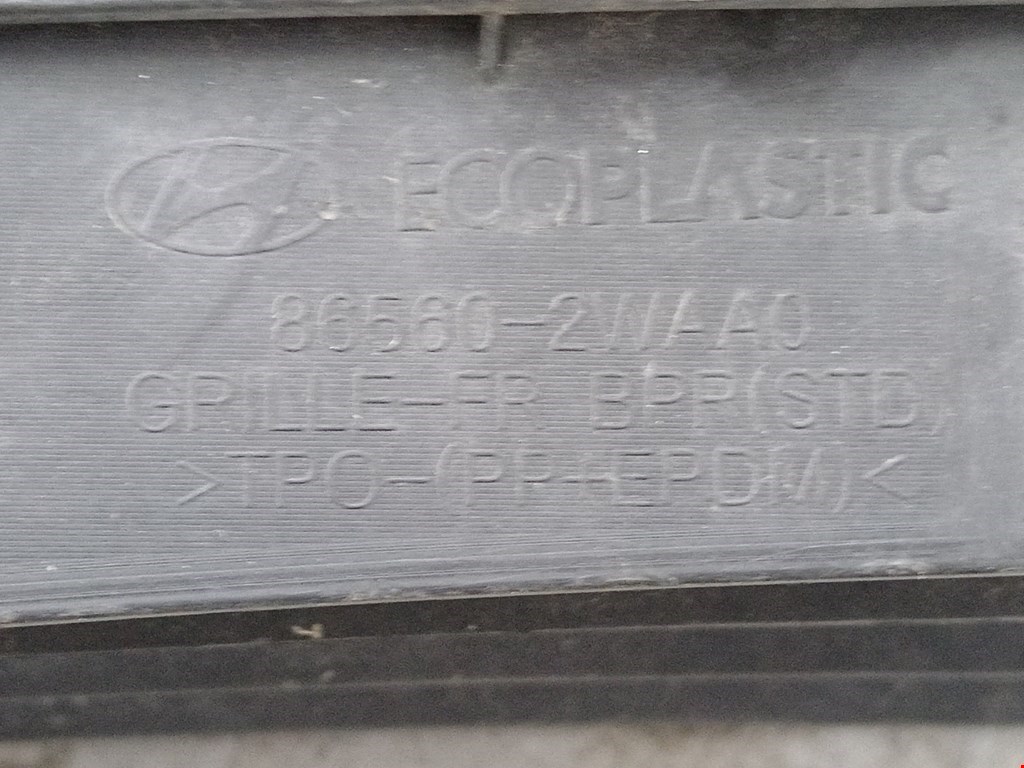 ECOPLASTIC
86560-2WAA0
GRILLE-FR BPR(STD)
>TPO-(PP+EPDM)<